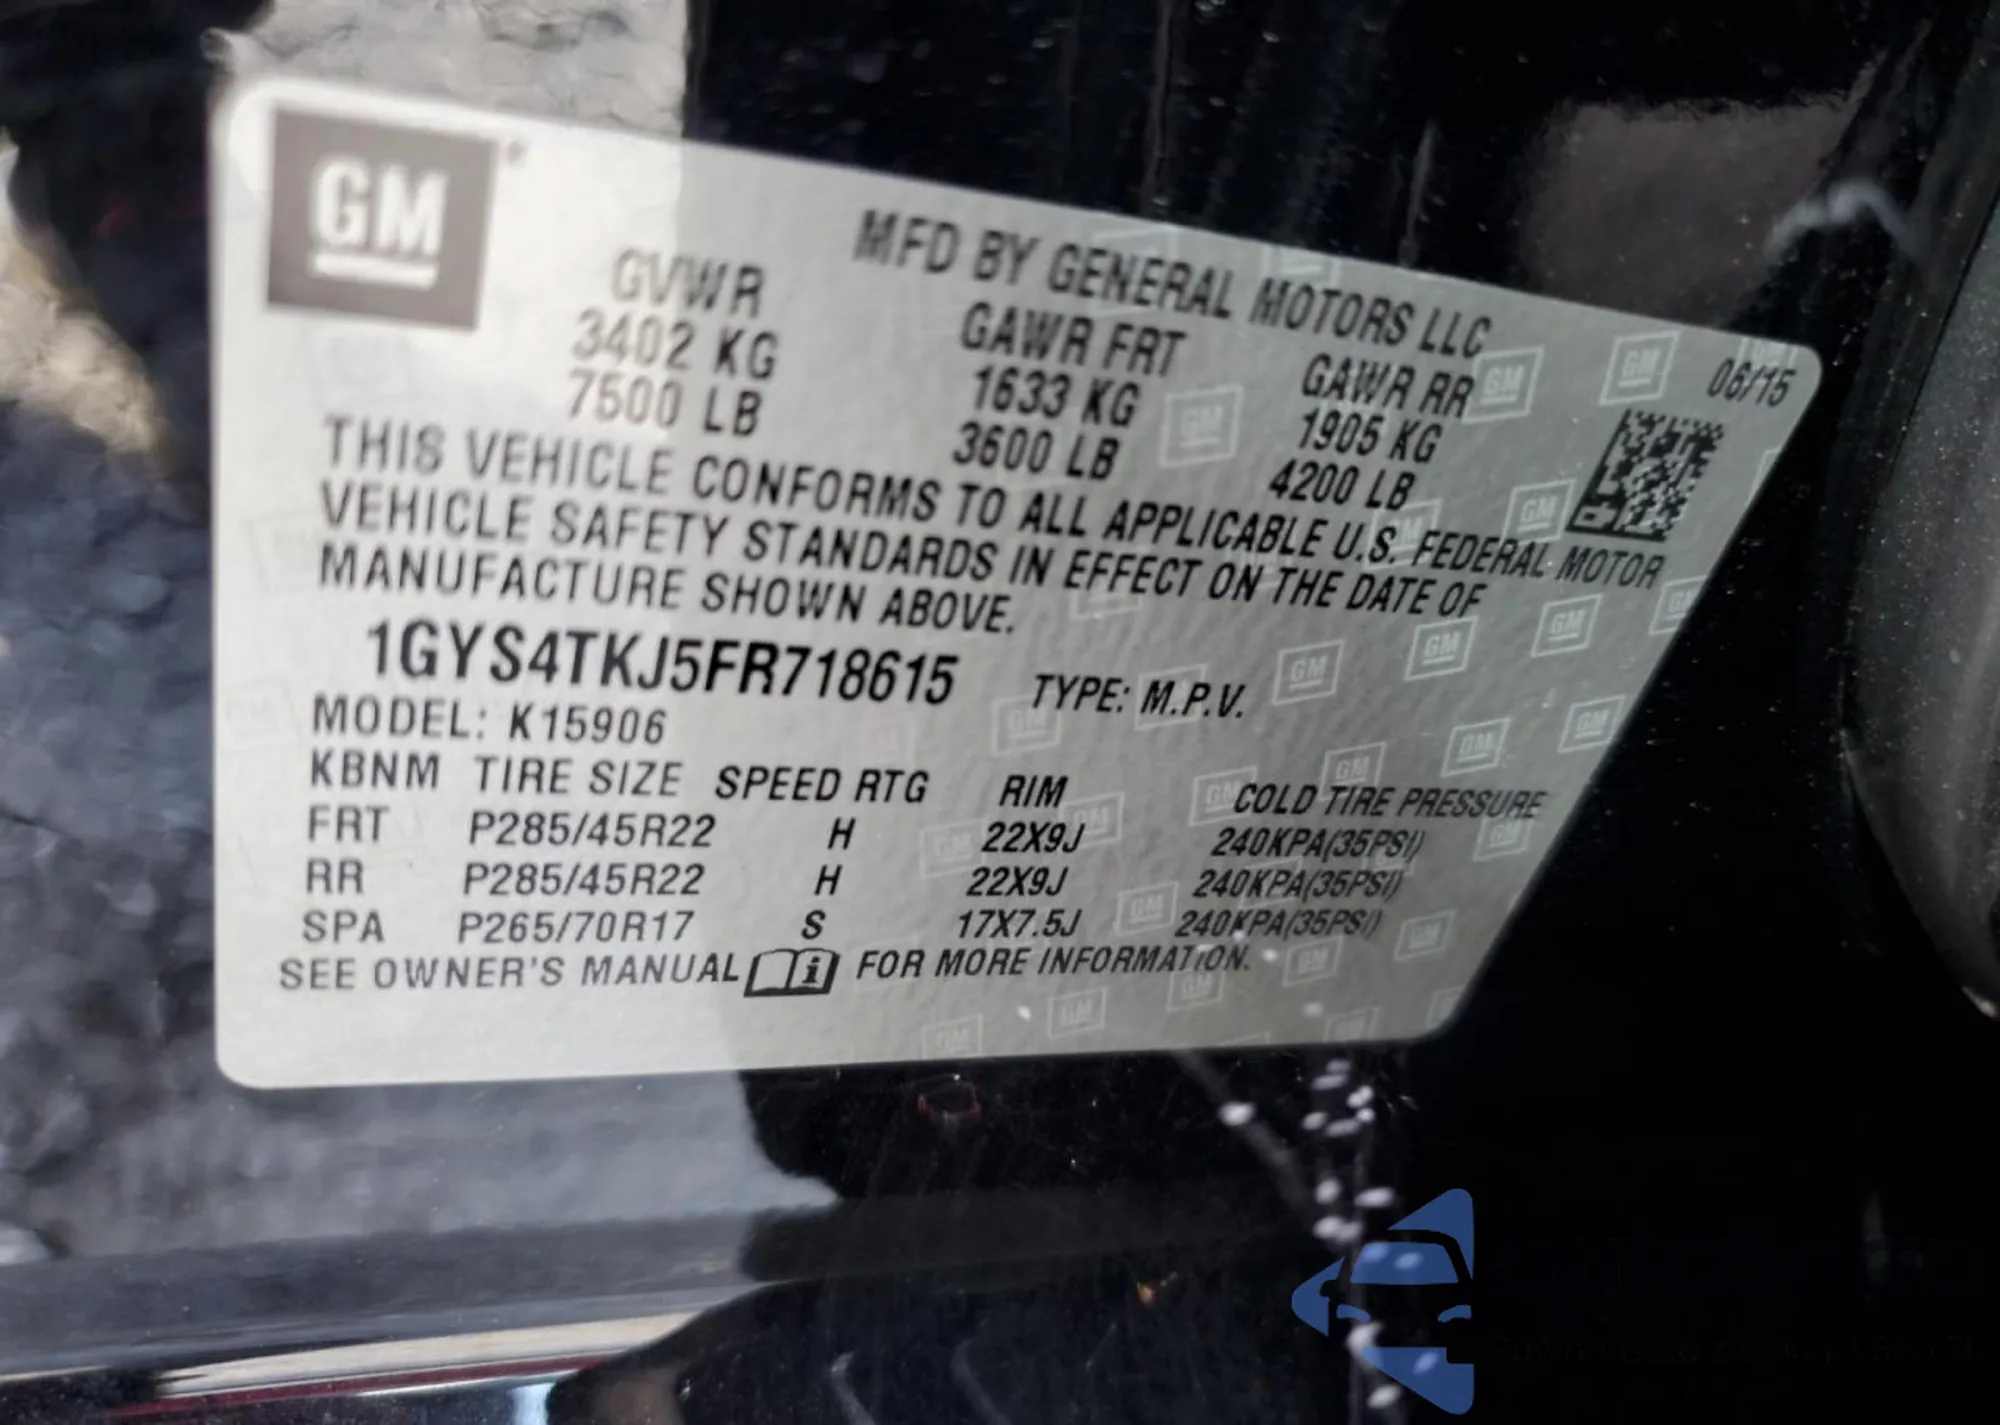 GM
MFD BY GENERAL MOTORS LLC
06/15
GVWR GAWR FRT GAWR RR
3402 KG 1633 KG 1905 KG
7500 LB 3600 LB 4200 LB
THIS VEHICLE CONFORMS TO ALL APPLICABLE U.S. FEDERAL MOTOR
VEHICLE SAFETY STANDARDS IN EFFECT ON THE DATE OF
MANUFACTURE SHOWN ABOVE.
1GYS4TKJ5FR718615 TYPE: M.P.V.
MODEL: K15906
KBNM TIRE SIZE SPEED RTG RIM COLD TIRE PRESSURE
FRT P285/45R22 H 22X9J 240KPA(35PSI)
RR P285/45R22 H 22X9J 240KPA(35PSI)
SPA P265/70R17 S 17X7.5J 240KPA(35PSI)
SEE OWNER'S MANUAL i FOR MORE INFORMATION.